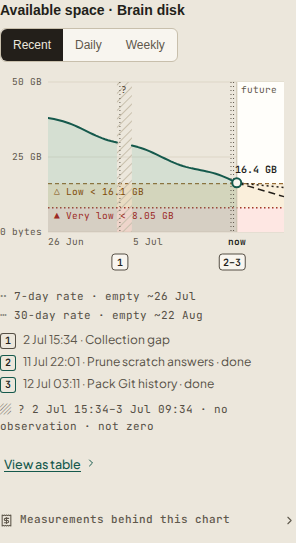 Available space · Brain disk
Recent Daily Weekly
50 GB
?
future
25 GB
16.4 GB
△ Low < 16.1 GB
▲ Very low < 8.05 GB
0 bytes
26 Jun 5 Jul now
1 2–3
7-day rate · empty ~26 Jul
30-day rate · empty ~22 Aug
1 2 Jul 15:34 · Collection gap
2 11 Jul 22:01 · Prune scratch answers · done
3 12 Jul 03:11 · Pack Git history · done
? 2 Jul 15:34–3 Jul 09:34 · no
observation · not zero
View as table
Measurements behind this chart